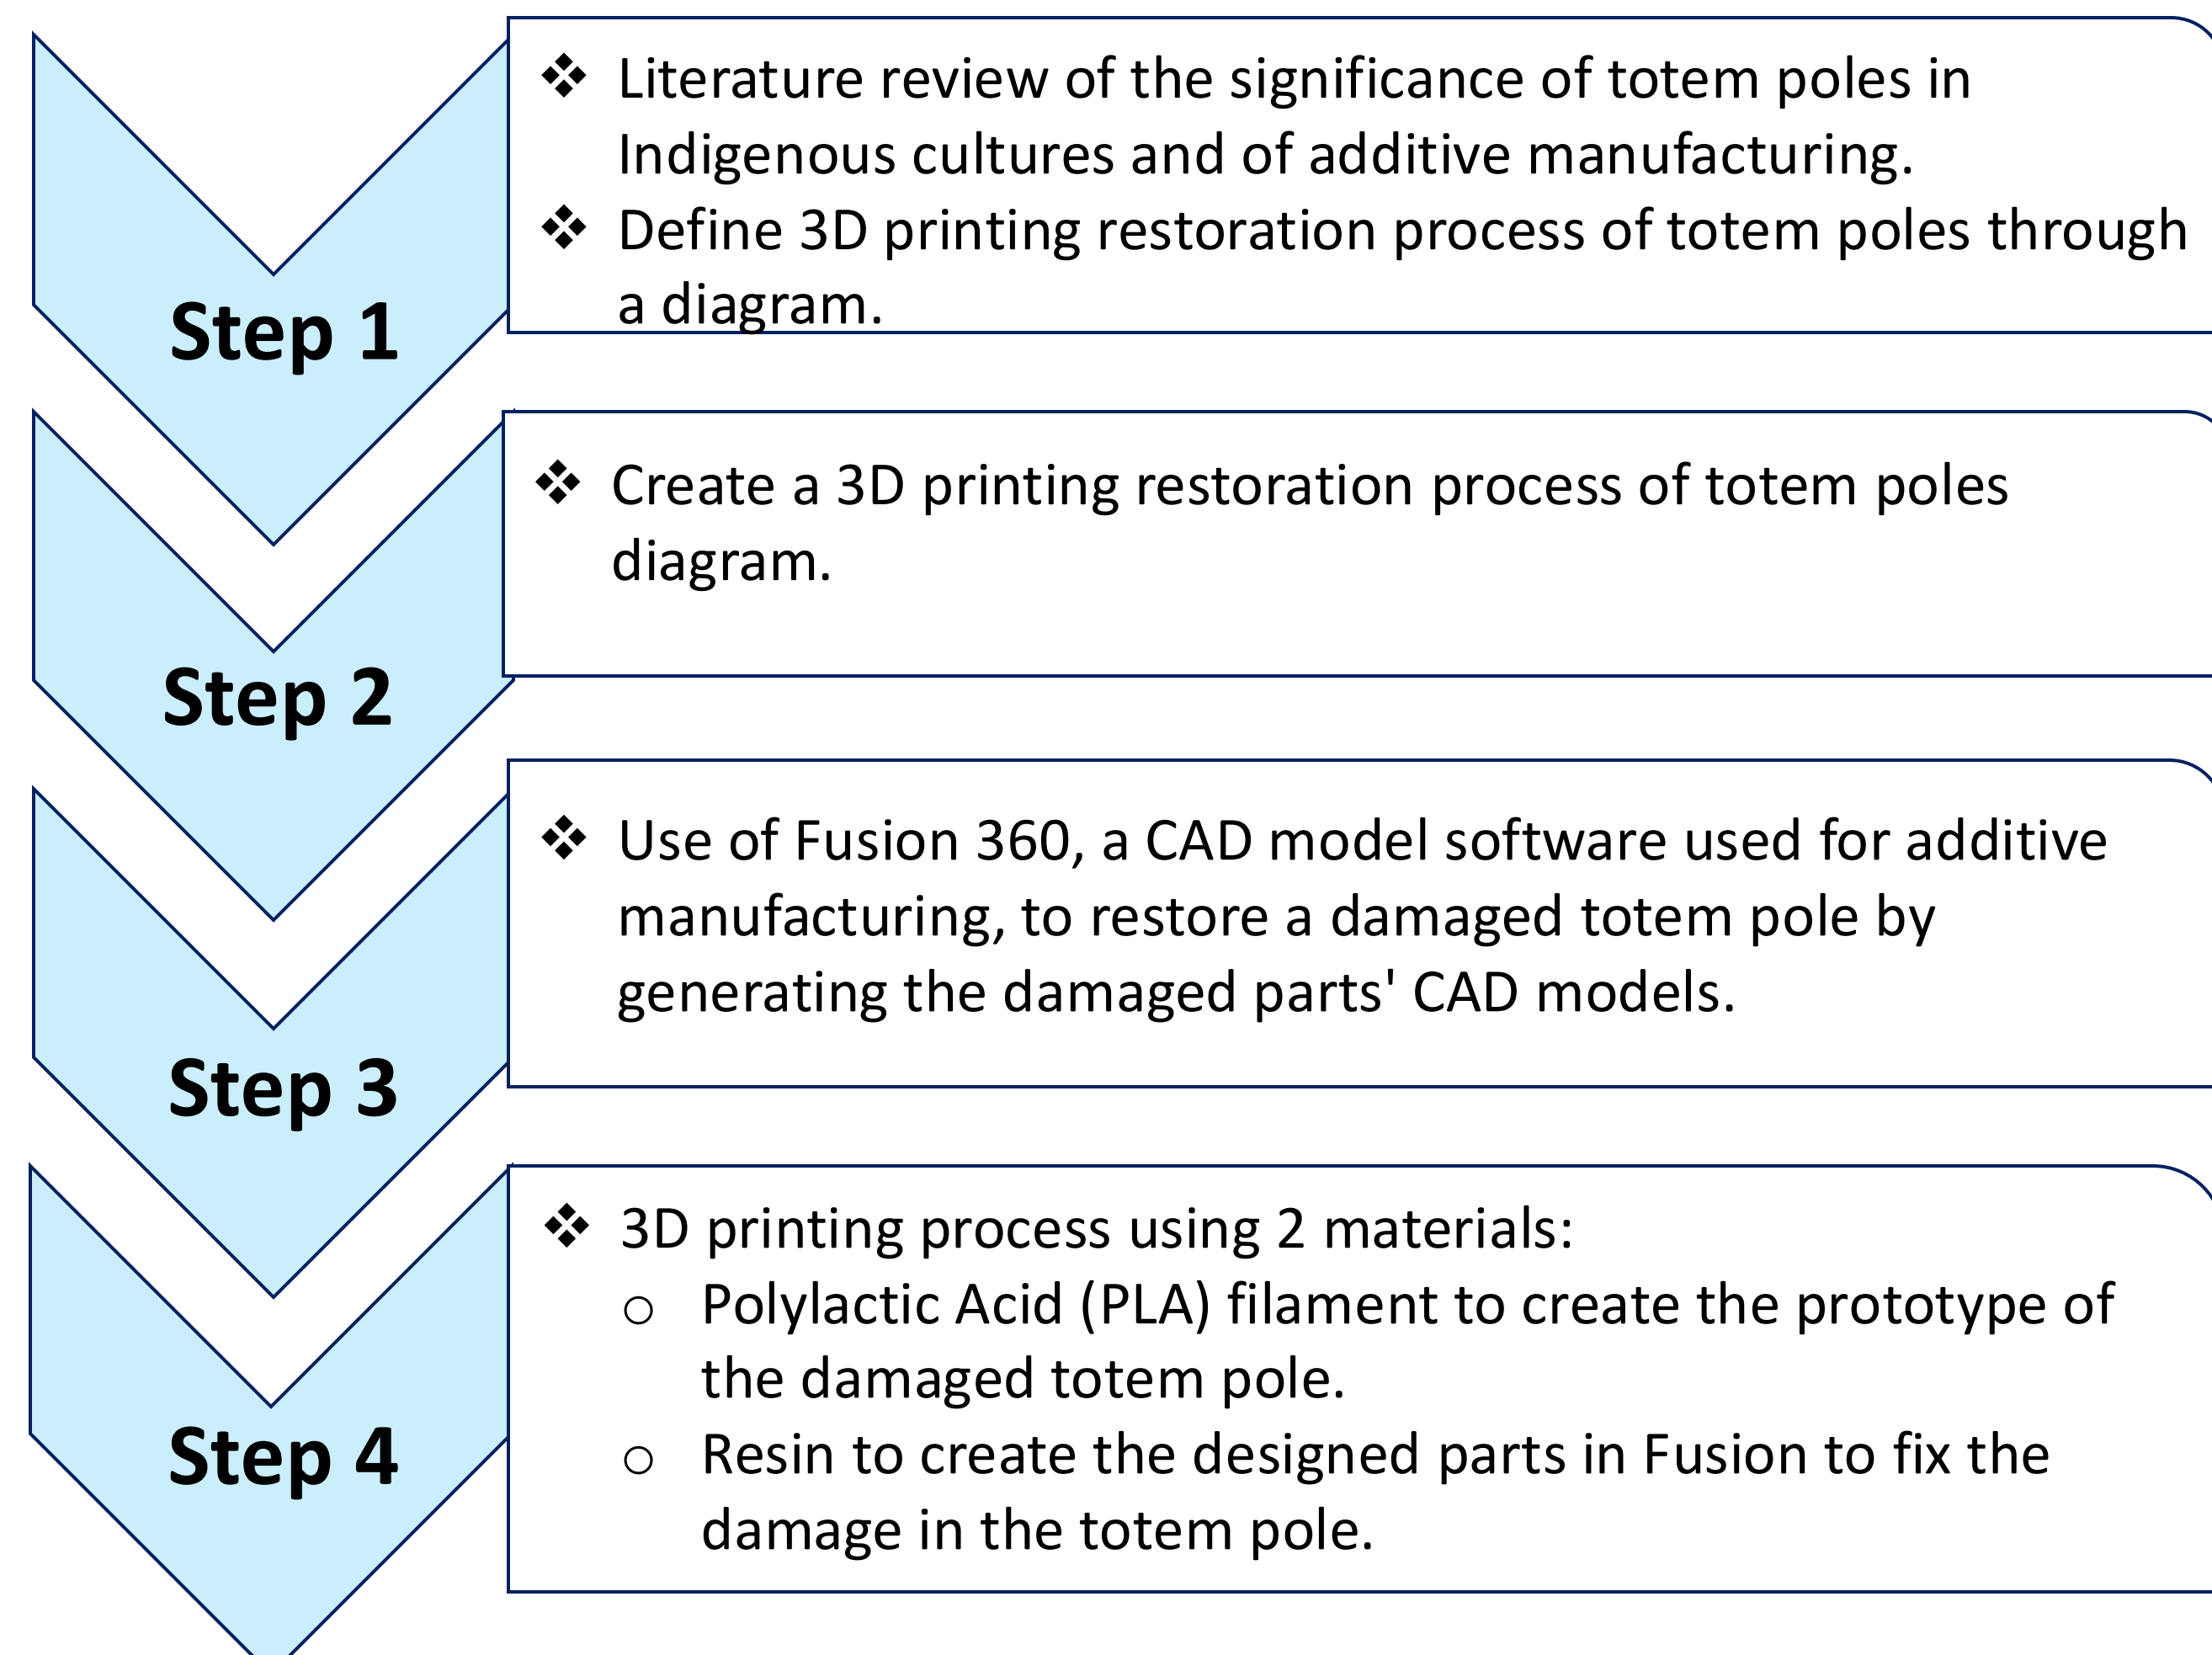 Step 1
❖ Literature review of the significance of totem poles in
Indigenous cultures and of additive manufacturing.
❖ Define 3D printing restoration process of totem poles through
a diagram.
Step 2
❖ Create a 3D printing restoration process of totem poles
diagram.
Step 3
❖ Use of Fusion 360, a CAD model software used for additive
manufacturing, to restore a damaged totem pole by
generating the damaged parts' CAD models.
Step 4
❖ 3D printing process using 2 materials:
o Polylactic Acid (PLA) filament to create the prototype of
the damaged totem pole.
o Resin to create the designed parts in Fusion to fix the
damage in the totem pole.